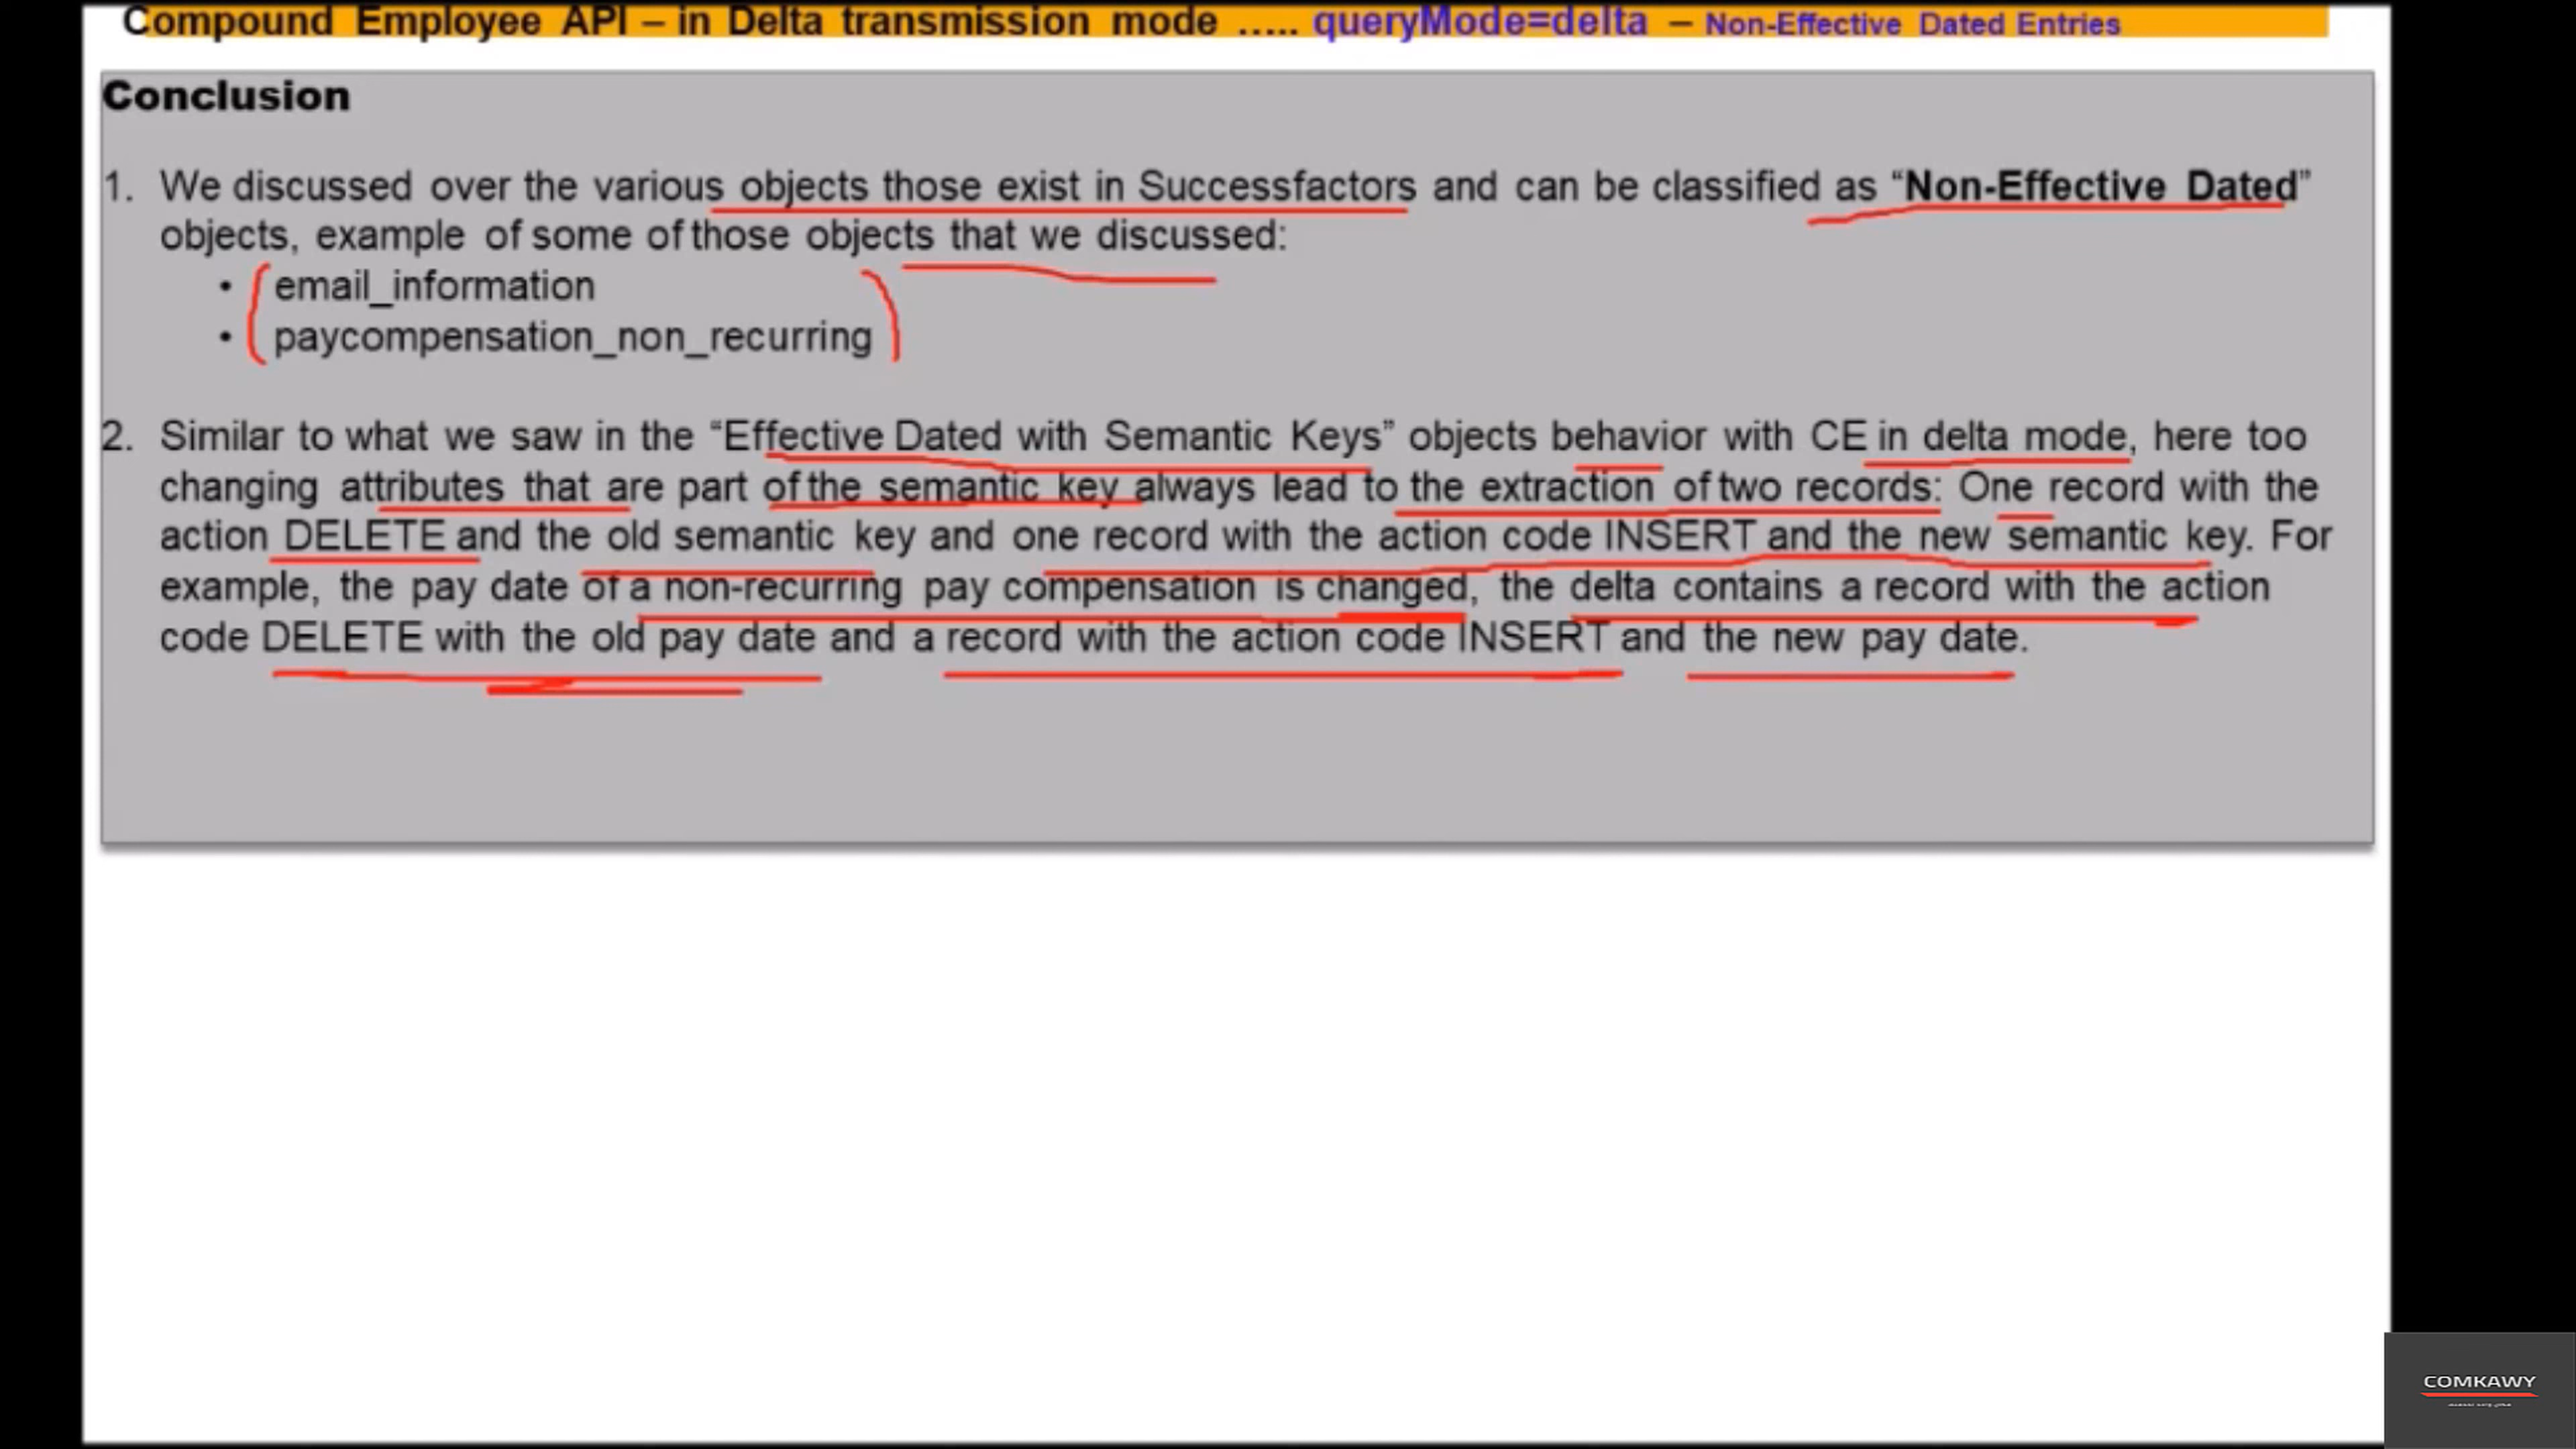 Compound Employee API – in Delta transmission mode ….. queryMode=delta – Non-Effective Dated Entries
Conclusion
1. We discussed over the various objects those exist in Successfactors and can be classified as “Non-Effective Dated”
objects, example of some of those objects that we discussed:
• email_information
• paycompensation_non_recurring
2. Similar to what we saw in the “Effective Dated with Semantic Keys” objects behavior with CE in delta mode, here too
changing attributes that are part of the semantic key always lead to the extraction of two records: One record with the
action DELETE and the old semantic key and one record with the action code INSERT and the new semantic key. For
example, the pay date of a non-recurring pay compensation is changed, the delta contains a record with the action
code DELETE with the old pay date and a record with the action code INSERT and the new pay date.
COMKAWY